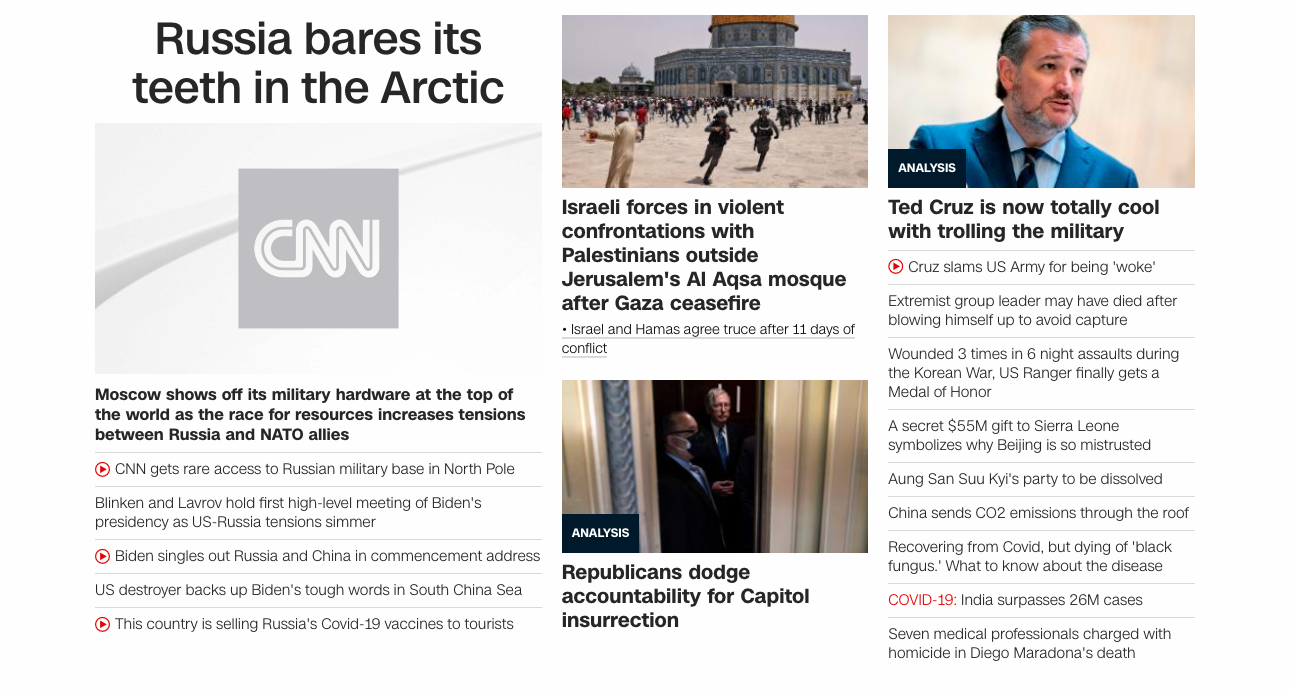 Russia bares its
teeth in the Arctic
CNN
Moscow shows off its military hardware at the top of
the world as the race for resources increases tensions
between Russia and NATO allies
CNN gets rare access to Russian military base in North Pole
Blinken and Lavrov hold first high-level meeting of Biden's
presidency as US-Russia tensions simmer
Biden singles out Russia and China in commencement address
US destroyer backs up Biden's tough words in South China Sea
This country is selling Russia's Covid-19 vaccines to tourists
Israeli forces in violent
confrontations with
Palestinians outside
Jerusalem's Al Aqsa mosque
after Gaza ceasefire
• Israel and Hamas agree truce after 11 days of
conflict
ANALYSIS
Republicans dodge
accountability for Capitol
insurrection
ANALYSIS
Ted Cruz is now totally cool
with trolling the military
Cruz slams US Army for being 'woke'
Extremist group leader may have died after
blowing himself up to avoid capture
Wounded 3 times in 6 night assaults during
the Korean War, US Ranger finally gets a
Medal of Honor
A secret $55M gift to Sierra Leone
symbolizes why Beijing is so mistrusted
Aung San Suu Kyi's party to be dissolved
China sends CO2 emissions through the roof
Recovering from Covid, but dying of 'black
fungus.' What to know about the disease
COVID-19: India surpasses 26M cases
Seven medical professionals charged with
homicide in Diego Maradona's death